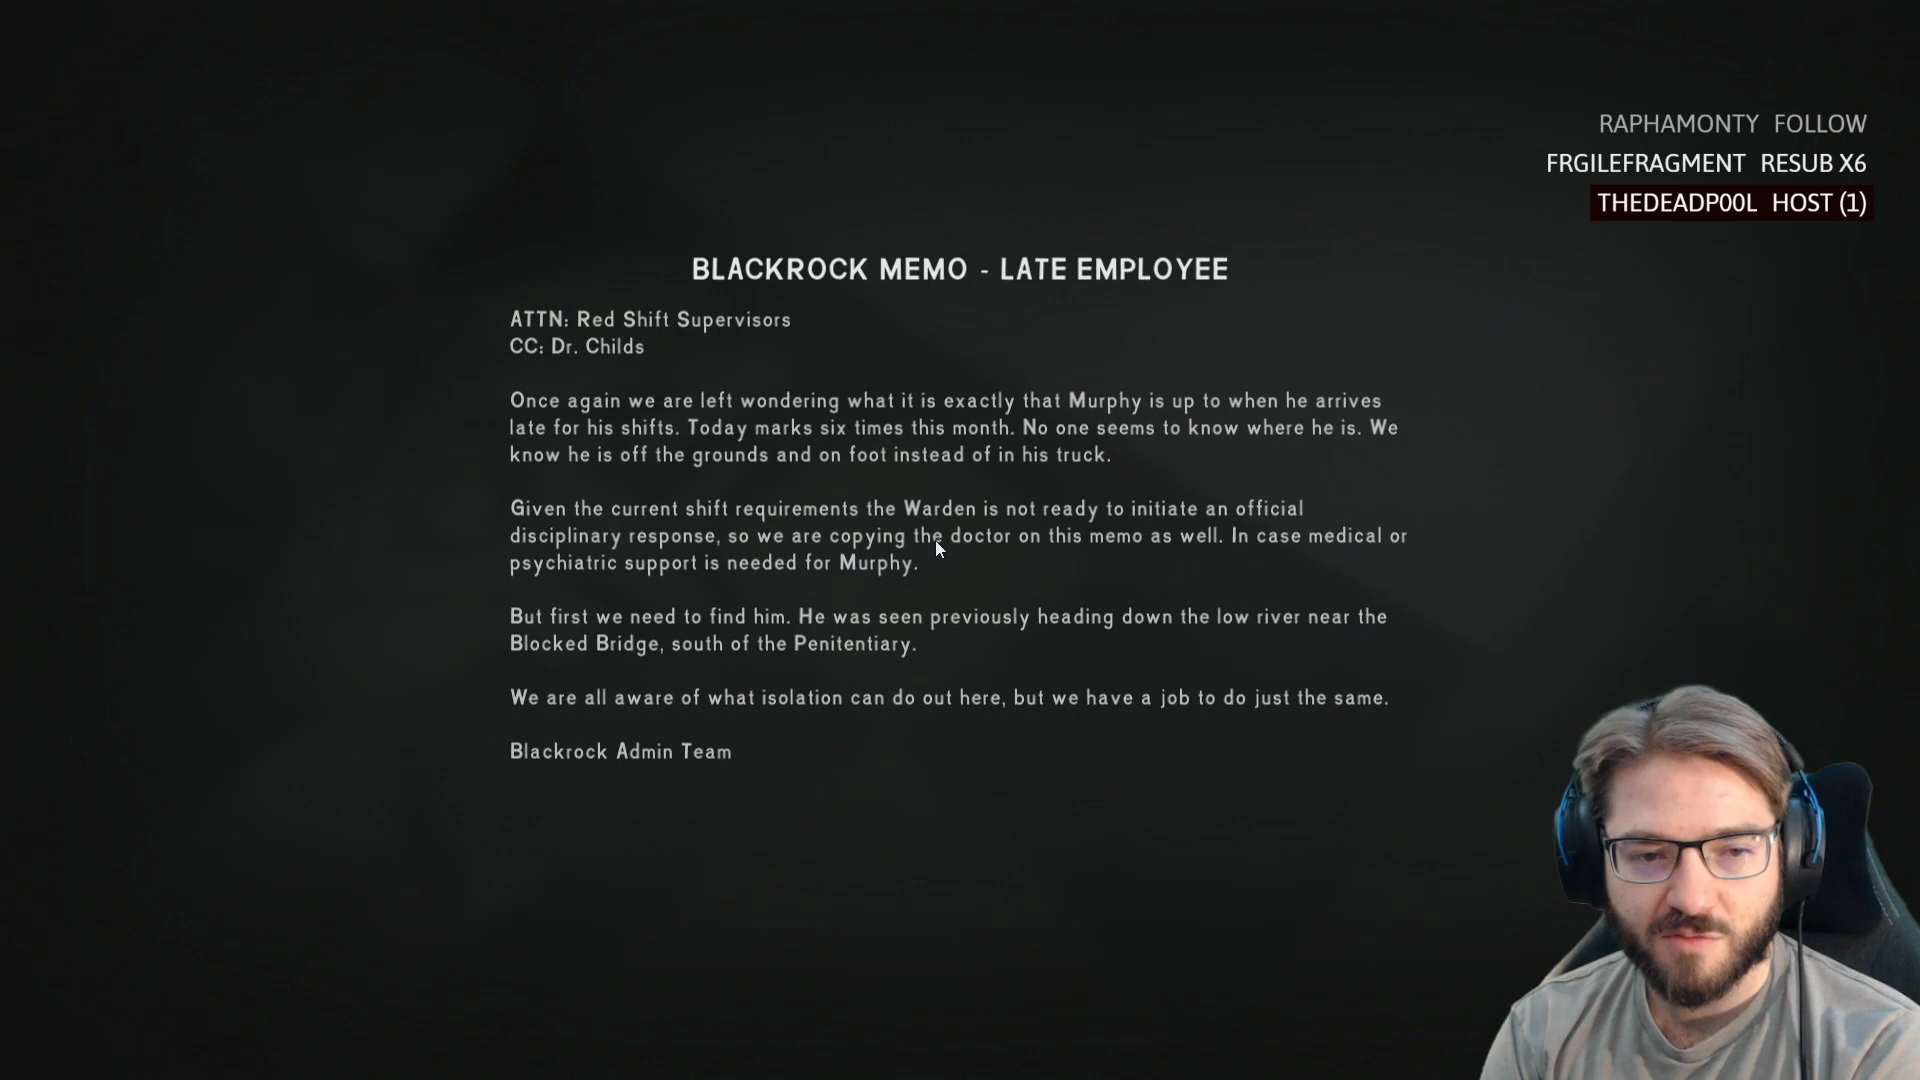 RAPHAMONTY FOLLOW
FRGILEFRAGMENT RESUB X6
THEDEADP00L HOST (1)
BLACKROCK MEMO - LATE EMPLOYEE
ATTN: Red Shift Supervisors
CC: Dr. Childs
Once again we are left wondering what it is exactly that Murphy is up to when he arrives
late for his shifts. Today marks six times this month. No one seems to know where he is. We
know he is off the grounds and on foot instead of in his truck.
Given the current shift requirements the Warden is not ready to initiate an official
disciplinary response, so we are copying the doctor on this memo as well. In case medical or
psychiatric support is needed for Murphy.
But first we need to find him. He was seen previously heading down the low river near the
Blocked Bridge, south of the Penitentiary.
We are all aware of what isolation can do out here, but we have a job to do just the same.
Blackrock Admin Team